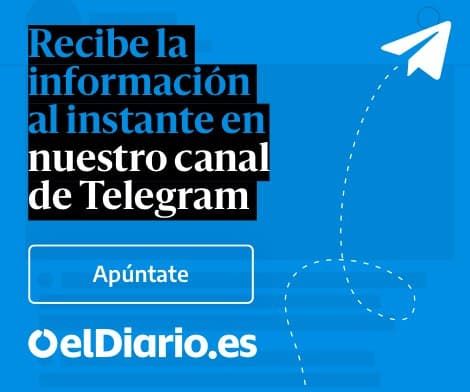 Recibe la
información
al instante en
nuestro canal
de Telegram
Apúntate
elDiario.es